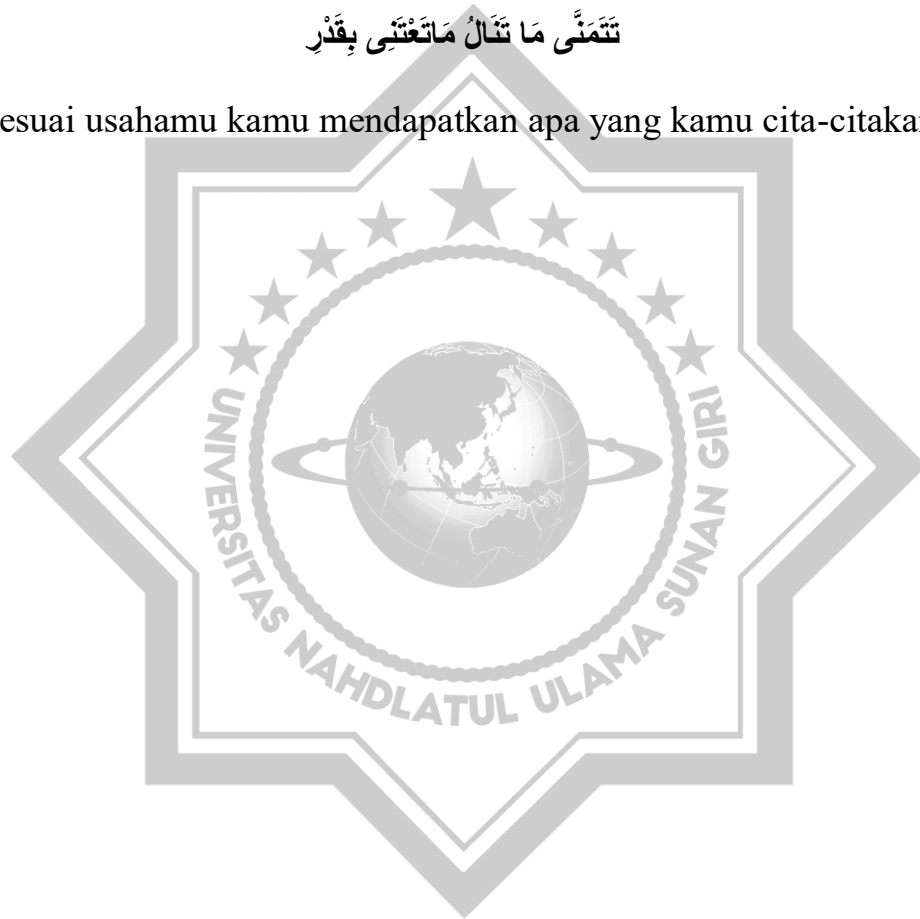 تَتَمَنَّى مَا تَنَالُ مَاتَعْتَنِى بِقَدْرِ
esuai usahamu kamu mendapatkan apa yang kamu cita-citakan
UNIVERSITAS NAHDLATUL ULAMA SUNAN GIRI